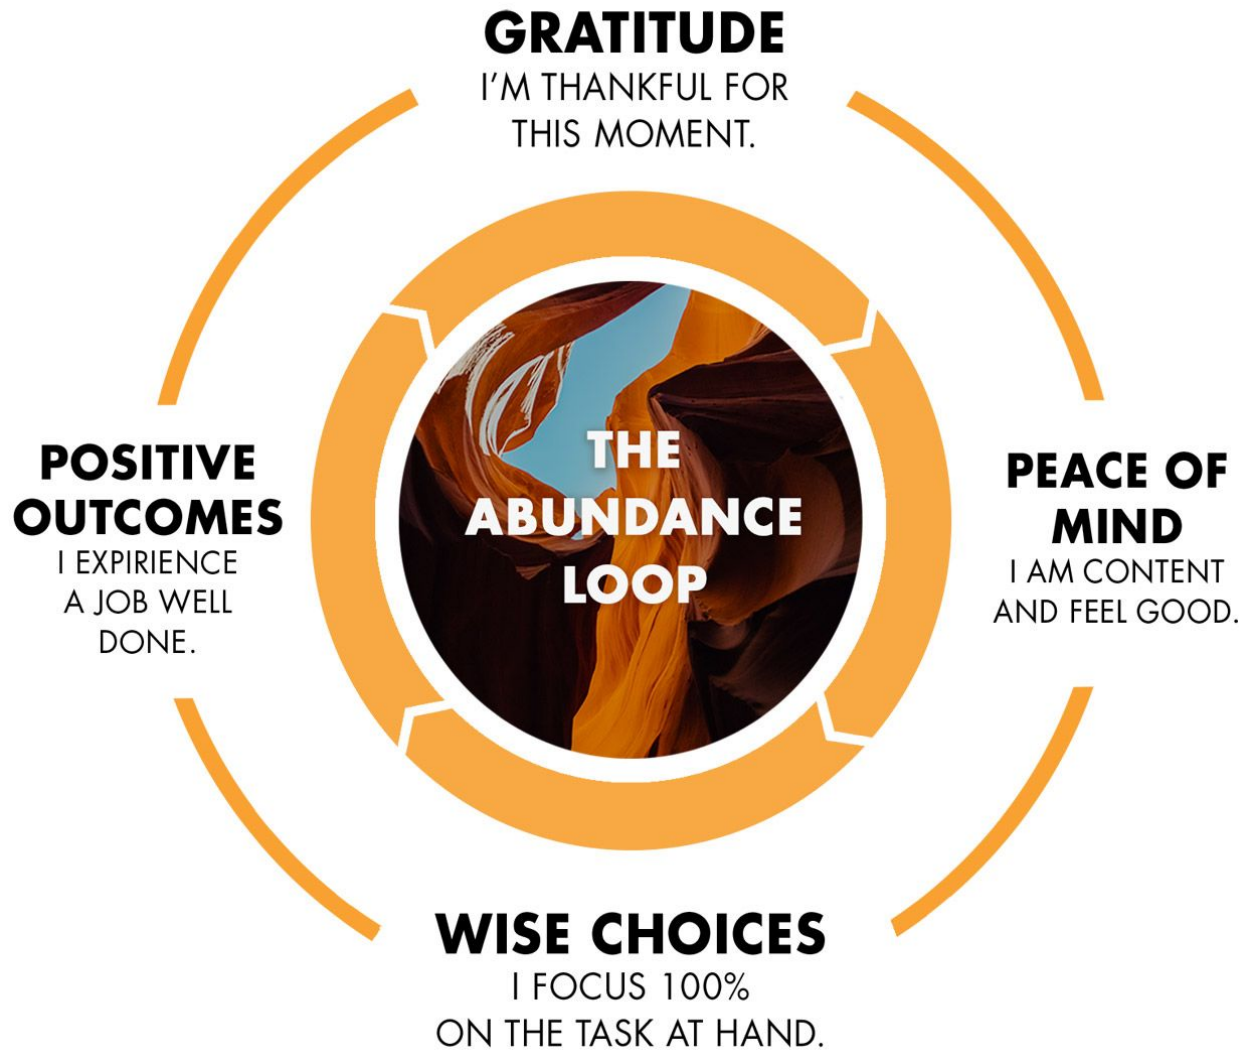 GRATITUDE
I'M THANKFUL FOR
THIS MOMENT.
THE
ABUNDANCE
LOOP
PEACE OF
MIND
I AM CONTENT
AND FEEL GOOD.
WISE CHOICES
I FOCUS 100%
ON THE TASK AT HAND.
POSITIVE
OUTCOMES
I EXPIRIENCE
A JOB WELL
DONE.